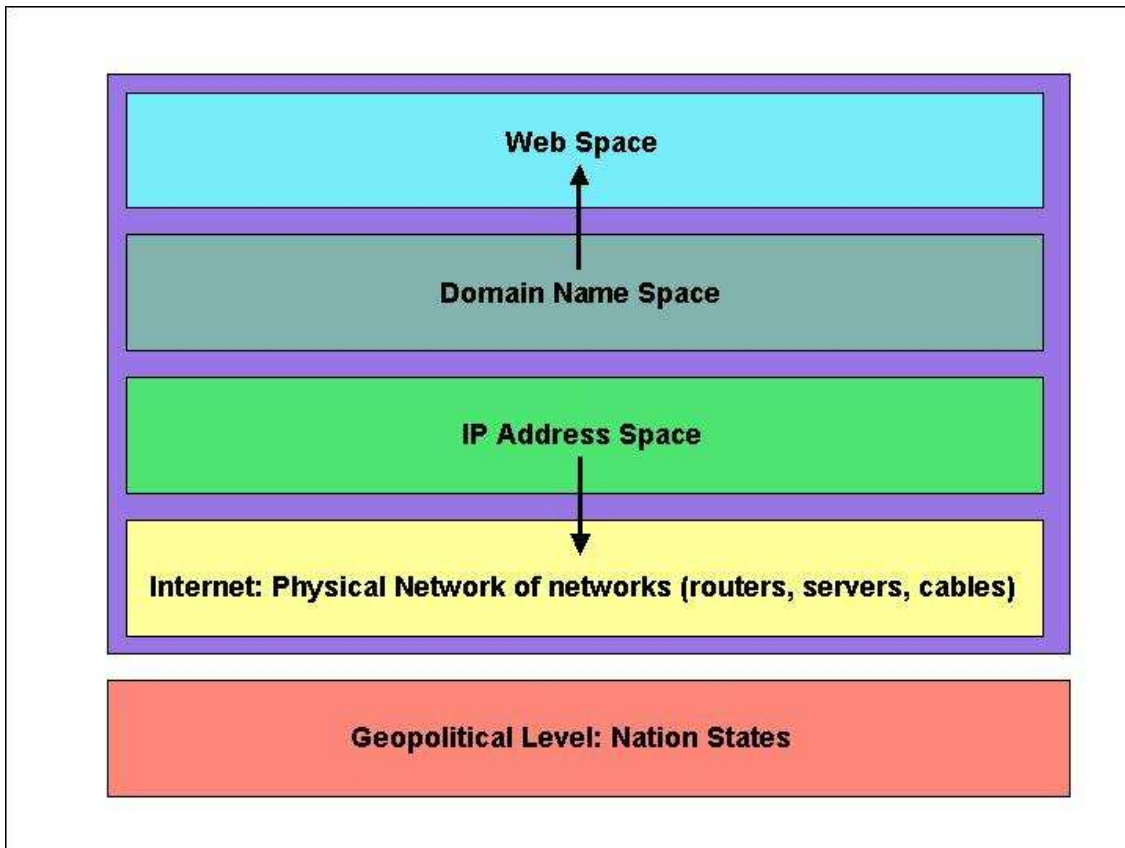 Web Space
Domain Name Space
IP Address Space
Internet: Physical Network of networks (routers, servers, cables)
Geopolitical Level: Nation States